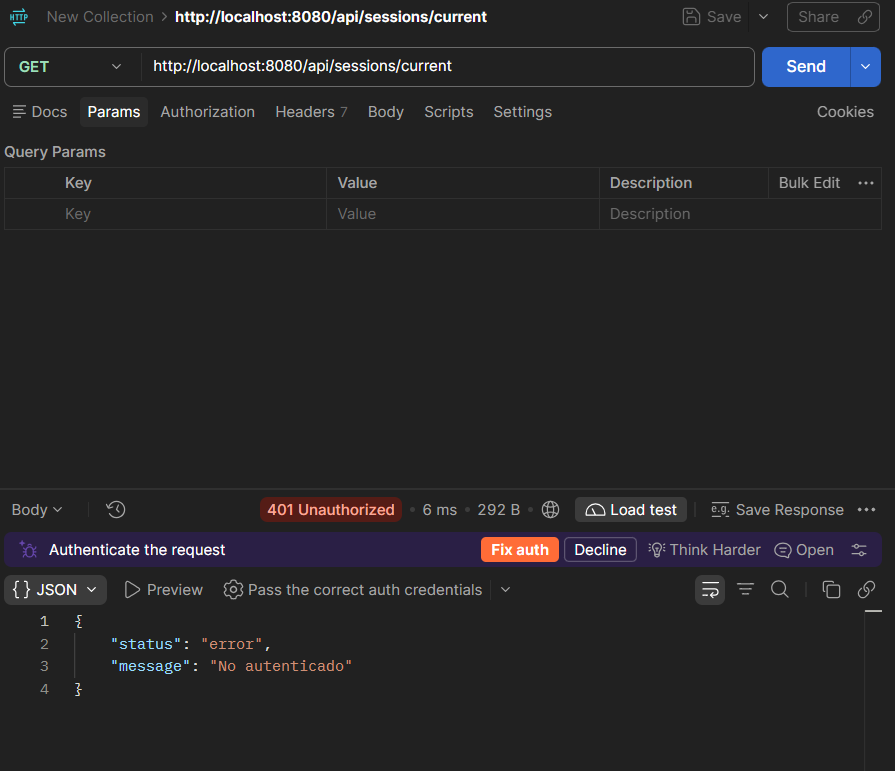 HTTP New Collection > http://localhost:8080/api/sessions/current Save Share
GET http://localhost:8080/api/sessions/current Send
Docs Params Authorization Headers 7 Body Scripts Settings Cookies
Query Params
Key Value Description Bulk Edit ...
Key Value Description
Body 401 Unauthorized • 6 ms • 292 B • Load test e.g. Save Response ...
Authenticate the request Fix auth Decline Think Harder Open
{} JSON Preview Pass the correct auth credentials
1 {
2 "status": "error",
3 "message": "No autenticado"
4 }